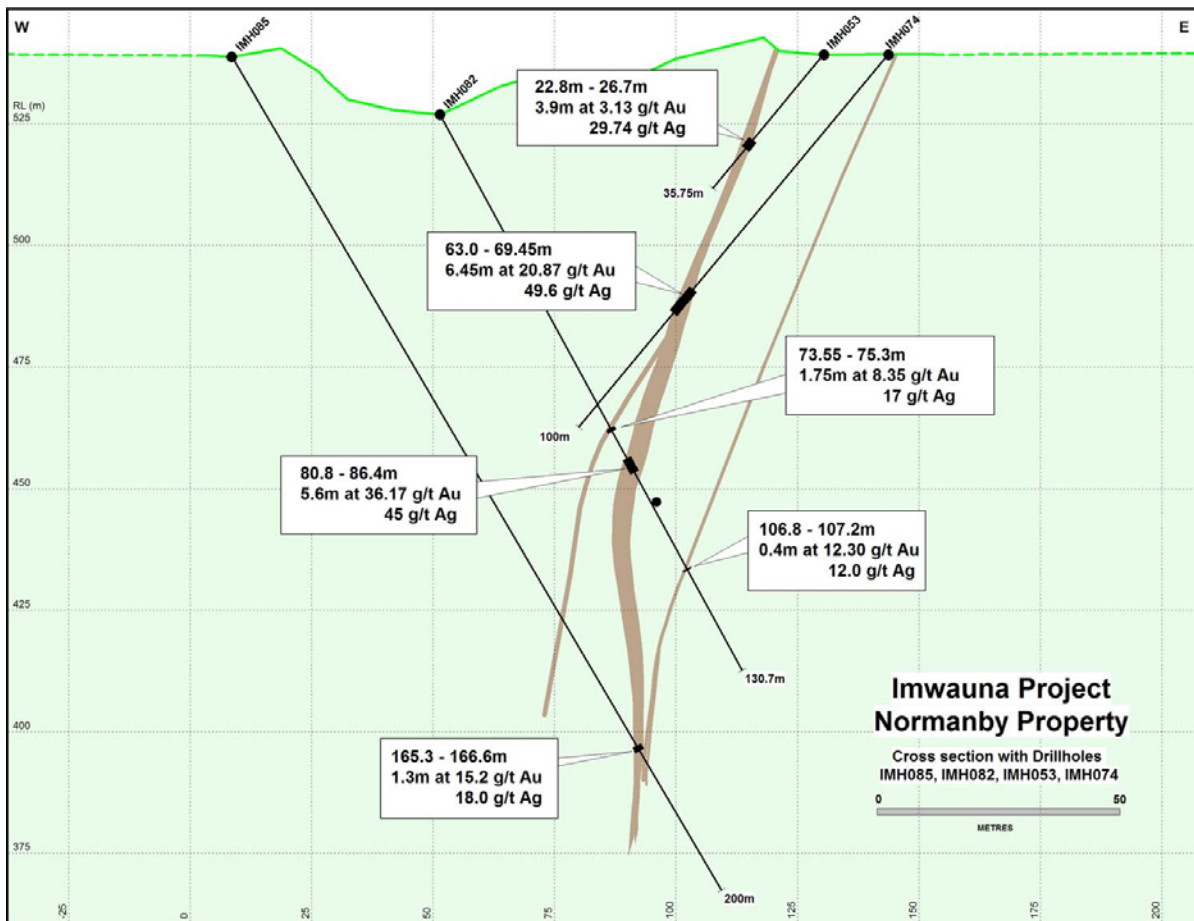 W
E
IMH085
IMH082
IMH053
IMH074
RL (m)
525
500
475
450
425
400
375
22.8m - 26.7m
3.9m at 3.13 g/t Au
29.74 g/t Ag
35.75m
63.0 - 69.45m
6.45m at 20.87 g/t Au
49.6 g/t Ag
73.55 - 75.3m
1.75m at 8.35 g/t Au
17 g/t Ag
100m
80.8 - 86.4m
5.6m at 36.17 g/t Au
45 g/t Ag
106.8 - 107.2m
0.4m at 12.30 g/t Au
12.0 g/t Ag
130.7m
165.3 - 166.6m
1.3m at 15.2 g/t Au
18.0 g/t Ag
200m
Imwauna Project
Normanby Property
Cross section with Drillholes
IMH085, IMH082, IMH053, IMH074
0
50
METRES
-25
0
25
50
75
100
125
150
175
200